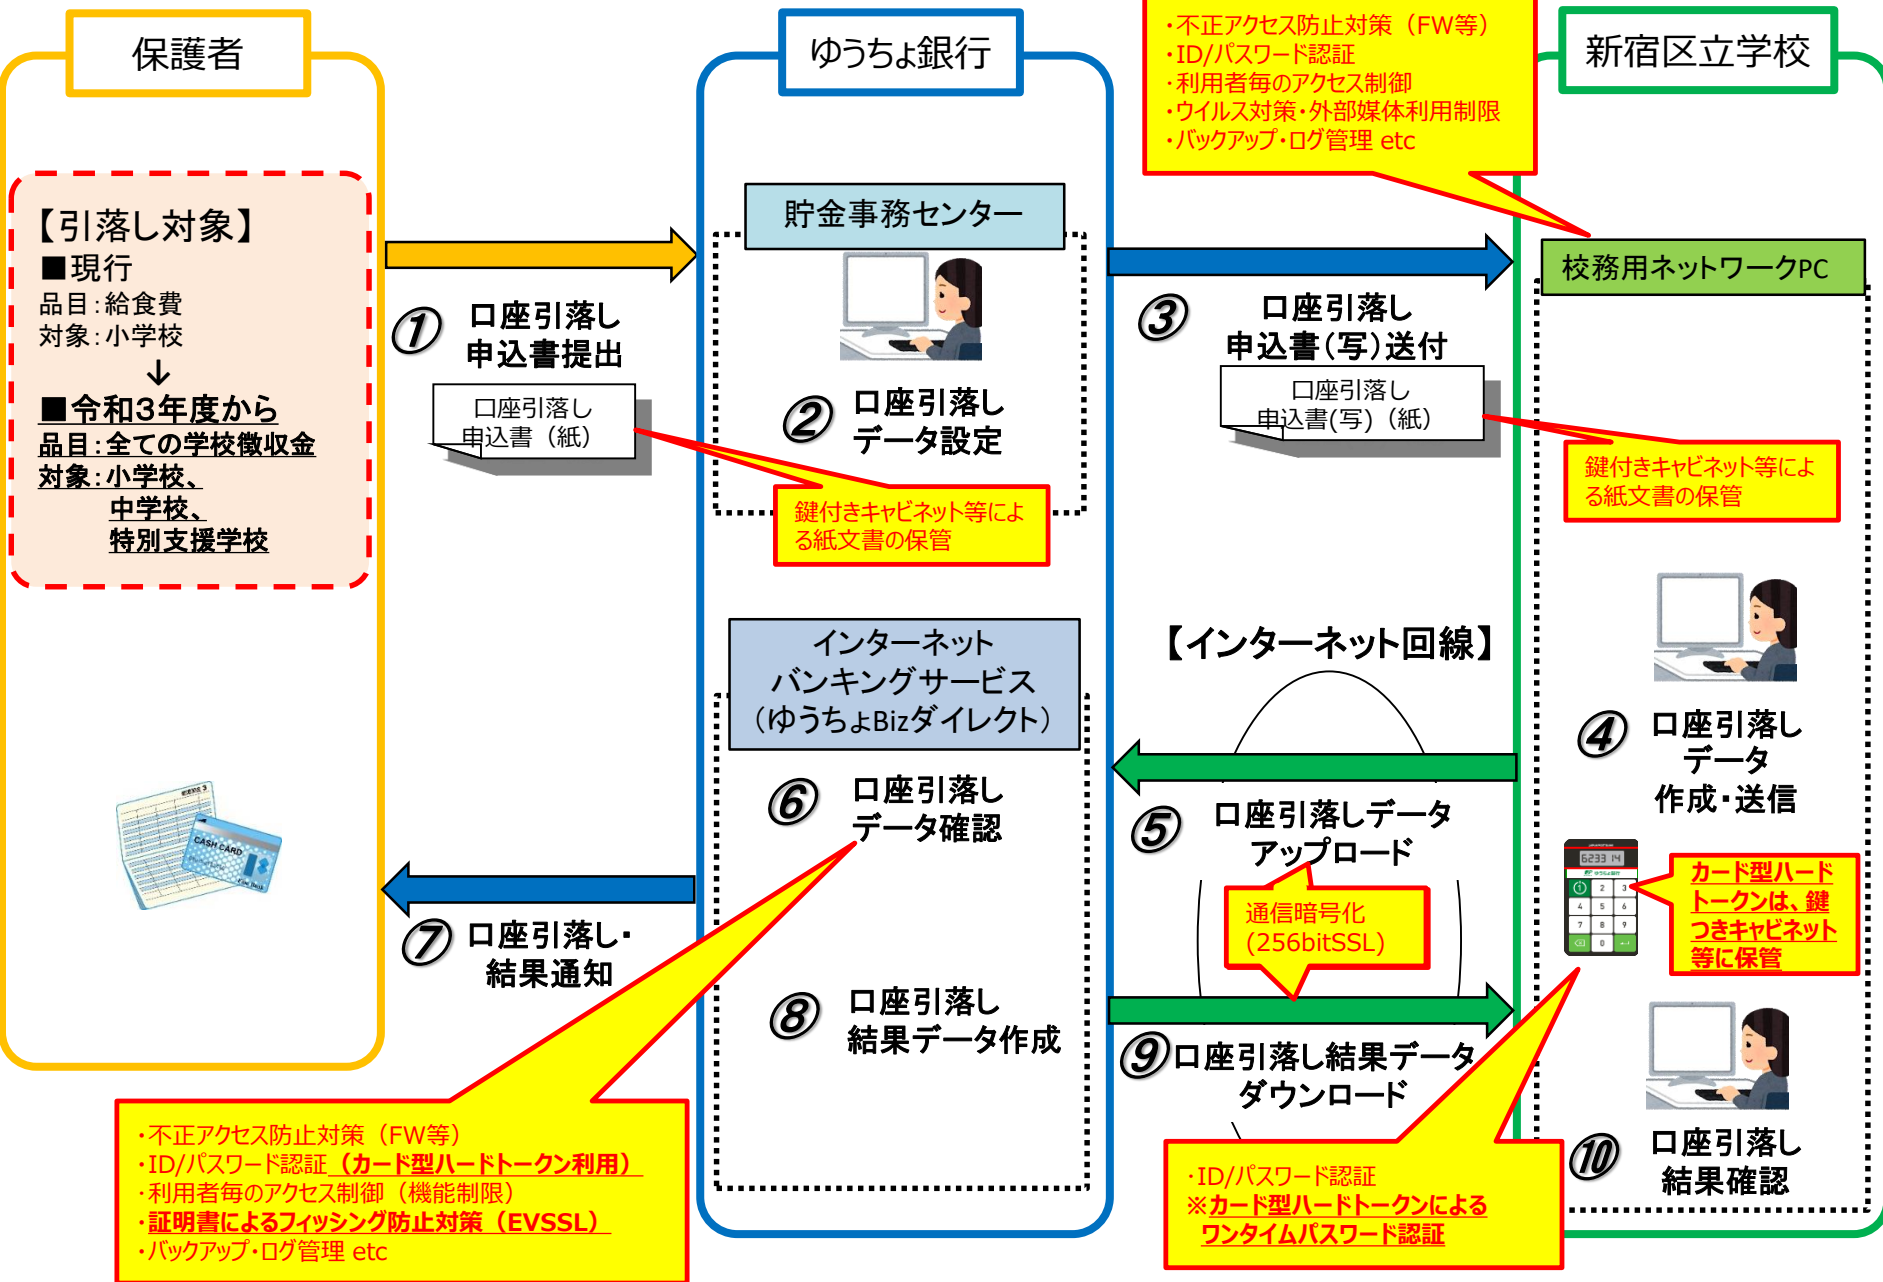 保護者
ゆうちょ銀行
新宿区立学校
・不正アクセス防止対策（FW等）
・ID/パスワード認証
・利用者毎のアクセス制御
・ウイルス対策・外部媒体利用制限
・バックアップ・ログ管理 etc
【引落し対象】
■現行
品目：給食費
対象：小学校
↓
■令和3年度から
品目：全ての学校徴収金
対象：小学校、
中学校、
特別支援学校
① 口座引落し
申込書提出
口座引落し
申込書（紙）
貯金事務センター
② 口座引落し
データ設定
鍵付きキャビネット等によ
る紙文書の保管
③ 口座引落し
申込書(写)送付
口座引落し
申込書(写)（紙）
鍵付きキャビネット等によ
る紙文書の保管
校務用ネットワークPC
④ 口座引落し
データ
作成・送信
【インターネット回線】
⑤ 口座引落しデータ
アップロード
通信暗号化
(256bitSSL)
インターネット
バンキングサービス
（ゆうちょBizダイレクト）
⑥ 口座引落し
データ確認
⑦ 口座引落し・
結果通知
CASH CARD
⑧ 口座引落し
結果データ作成
⑨口座引落し結果データ
ダウンロード
6233 14
ゆうちょ銀行
1 2 3
4 5 6
7 8 9
0
カード型ハード
トークンは、鍵
つきキャビネット
等に保管
⑩ 口座引落し
結果確認
・不正アクセス防止対策（FW等）
・ID/パスワード認証（カード型ハードトークン利用）
・利用者毎のアクセス制御（機能制限）
・証明書によるフィッシング防止対策（EVSSL）
・バックアップ・ログ管理 etc
・ID/パスワード認証
※カード型ハードトークンによる
ワンタイムパスワード認証